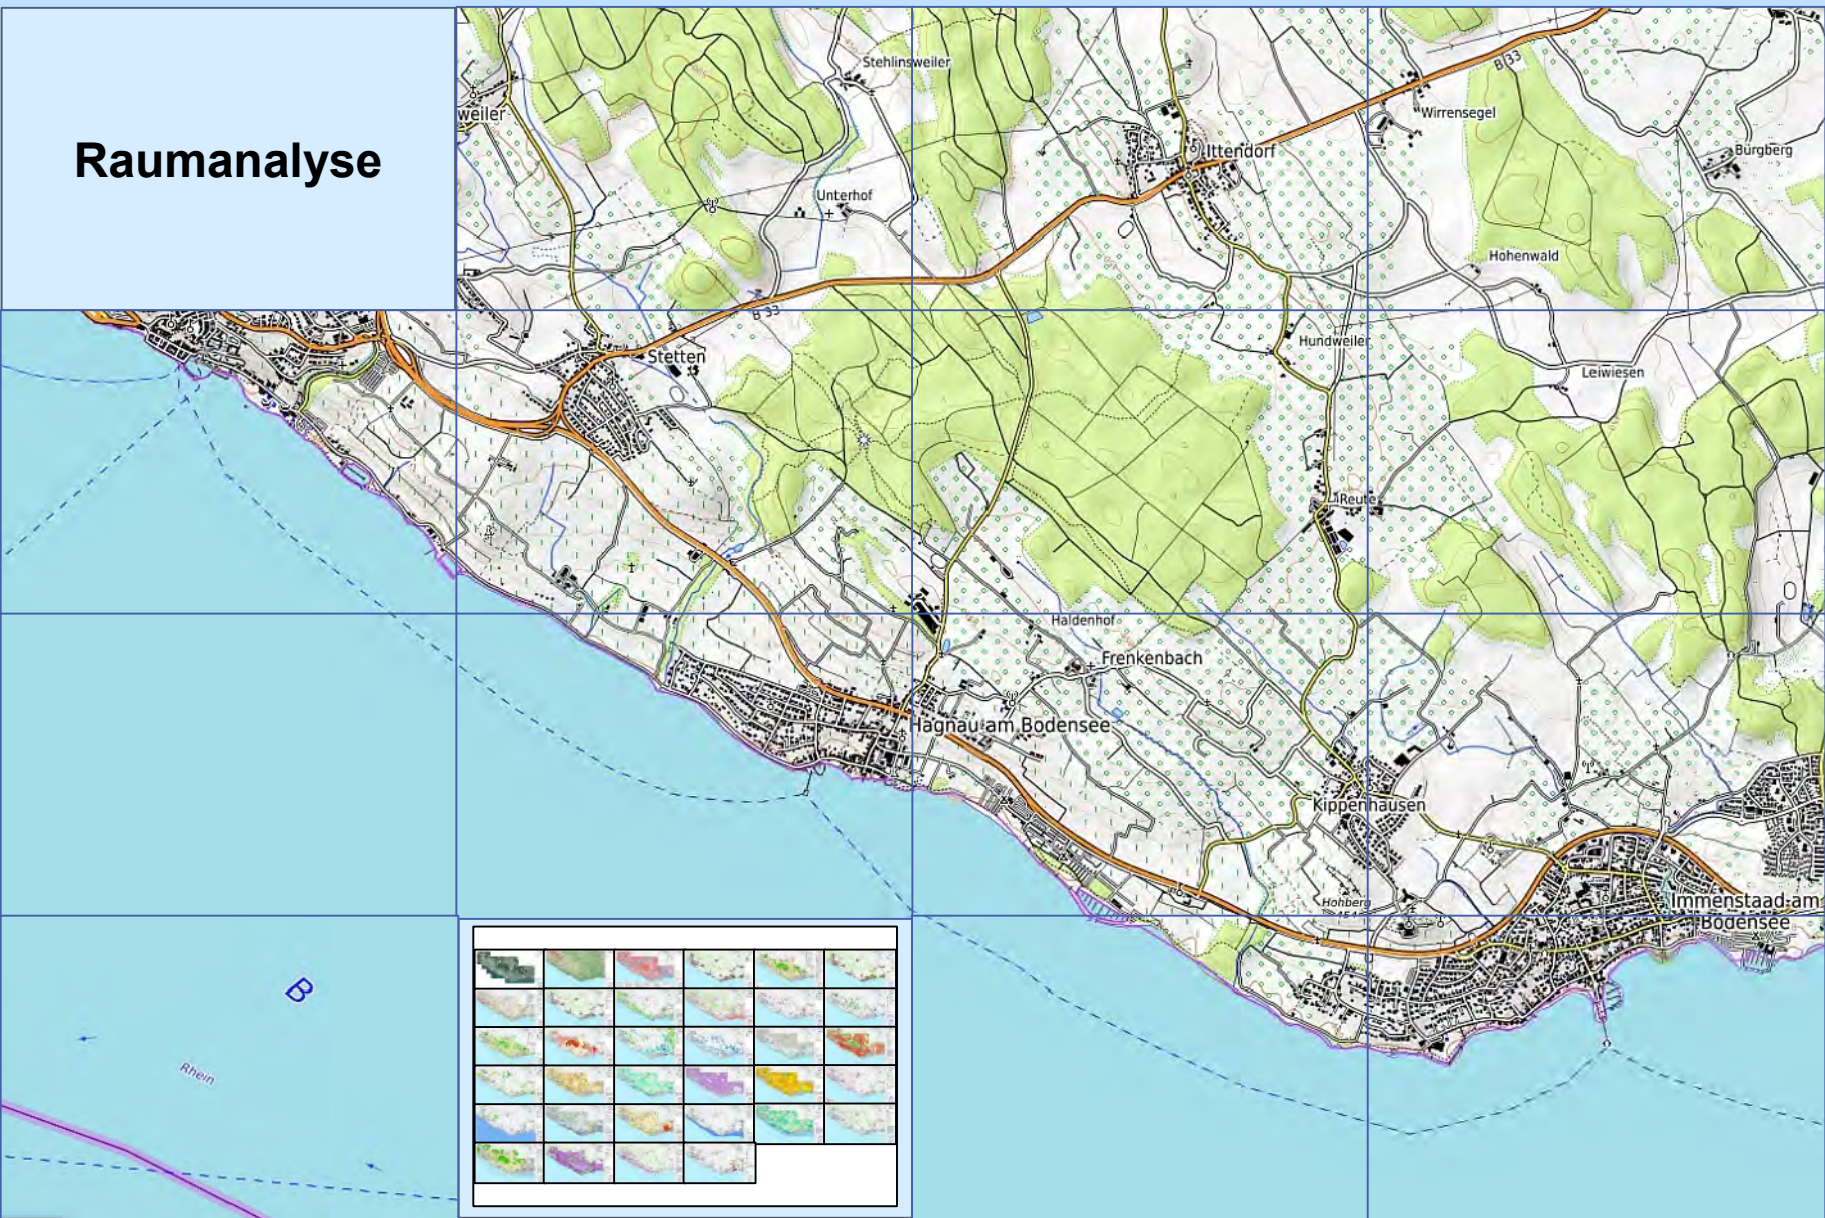 Raumanalyse
Stehlinsweiler
B 33
weiler
Wirrensegel
Ittendorf
Burgberg
Unterhof
Hohenwald
B 33
Hundweiler
Stetten
Leiwiesen
Reute
Haldenhof
Frenkenbach
Hagnau am Bodensee
Kippenhausen
Hohberg
454
Immenstaad am
Bodensee
B
Rhein